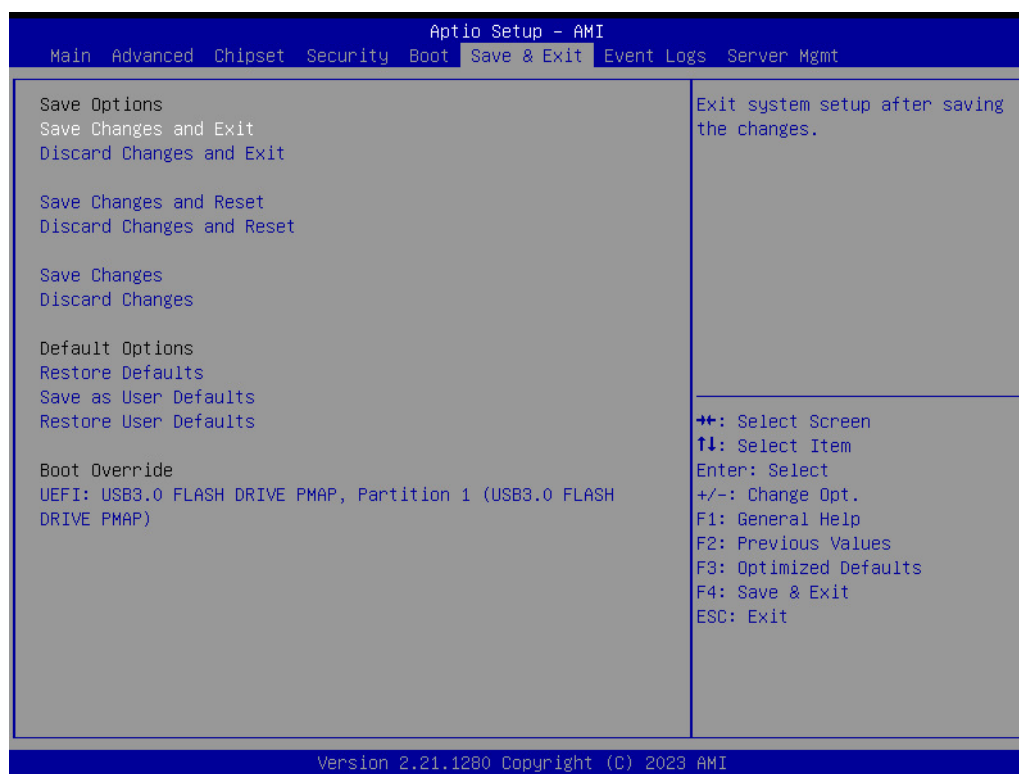 Aptio Setup – AMI
Main Advanced Chipset Security Boot Save & Exit Event Logs Server Mgmt
Save Options
Save Changes and Exit
Discard Changes and Exit
Save Changes and Reset
Discard Changes and Reset
Save Changes
Discard Changes
Default Options
Restore Defaults
Save as User Defaults
Restore User Defaults
Boot Override
UEFI: USB3.0 FLASH DRIVE PMAP, Partition 1 (USB3.0 FLASH
DRIVE PMAP)
Exit system setup after saving
the changes.
→←: Select Screen
↑↓: Select Item
Enter: Select
+/-: Change Opt.
F1: General Help
F2: Previous Values
F3: Optimized Defaults
F4: Save & Exit
ESC: Exit
Version 2.21.1280 Copyright (C) 2023 AMI